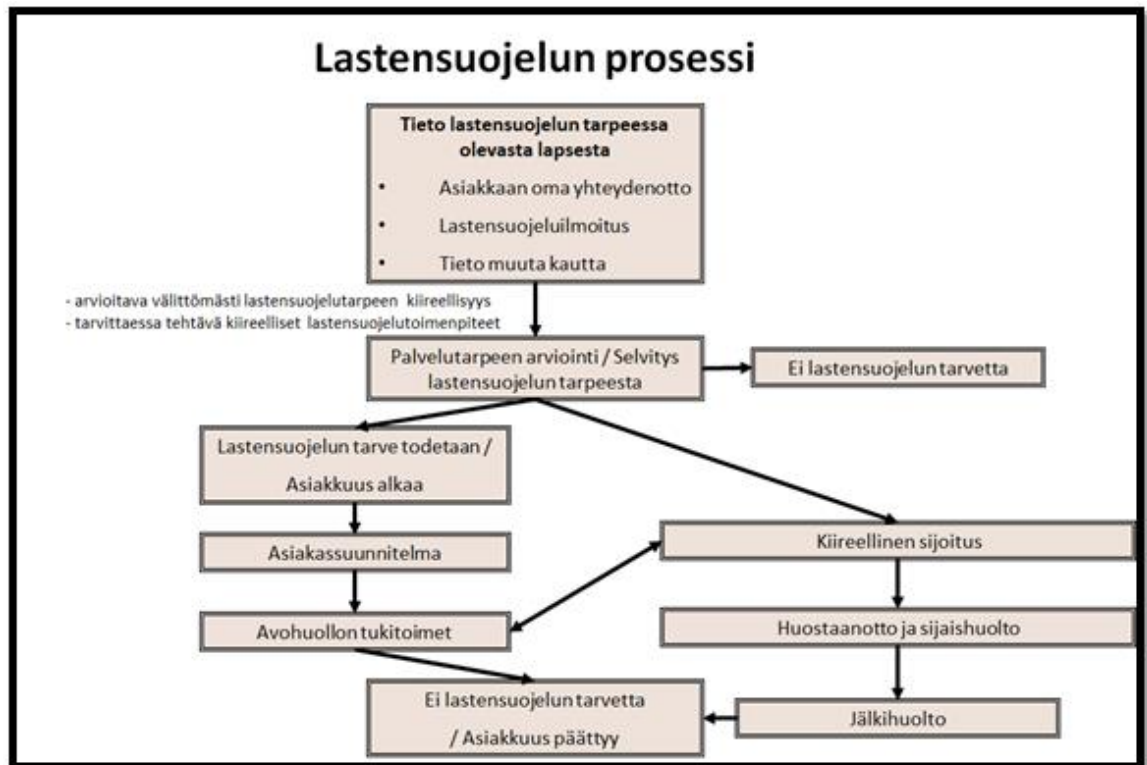 Lastensuojelun prosessi
Tieto lastensuojelun tarpeessa
olevasta lapsesta
• Asiakkaan oma yhteydenotto
• Lastensuojeluilmoitus
• Tieto muuta kautta
- arvioitava välittömästi lastensuojelutarpeen kiireellisyys
- tarvittaessa tehtävä kiireelliset lastensuojelutoimenpiteet
Palvelutarpeen arviointi / Selvitys
lastensuojelun tarpeesta
Ei lastensuojelun tarvetta
Lastensuojelun tarve todetaan /
Asiakkuus alkaa
Asiakassuunnitelma
Kiireellinen sijoitus
Avohuollon tukitoimet
Huostaanotto ja sijaishuolto
Ei lastensuojelun tarvetta
/ Asiakkuus päättyy
Jälkihuolto